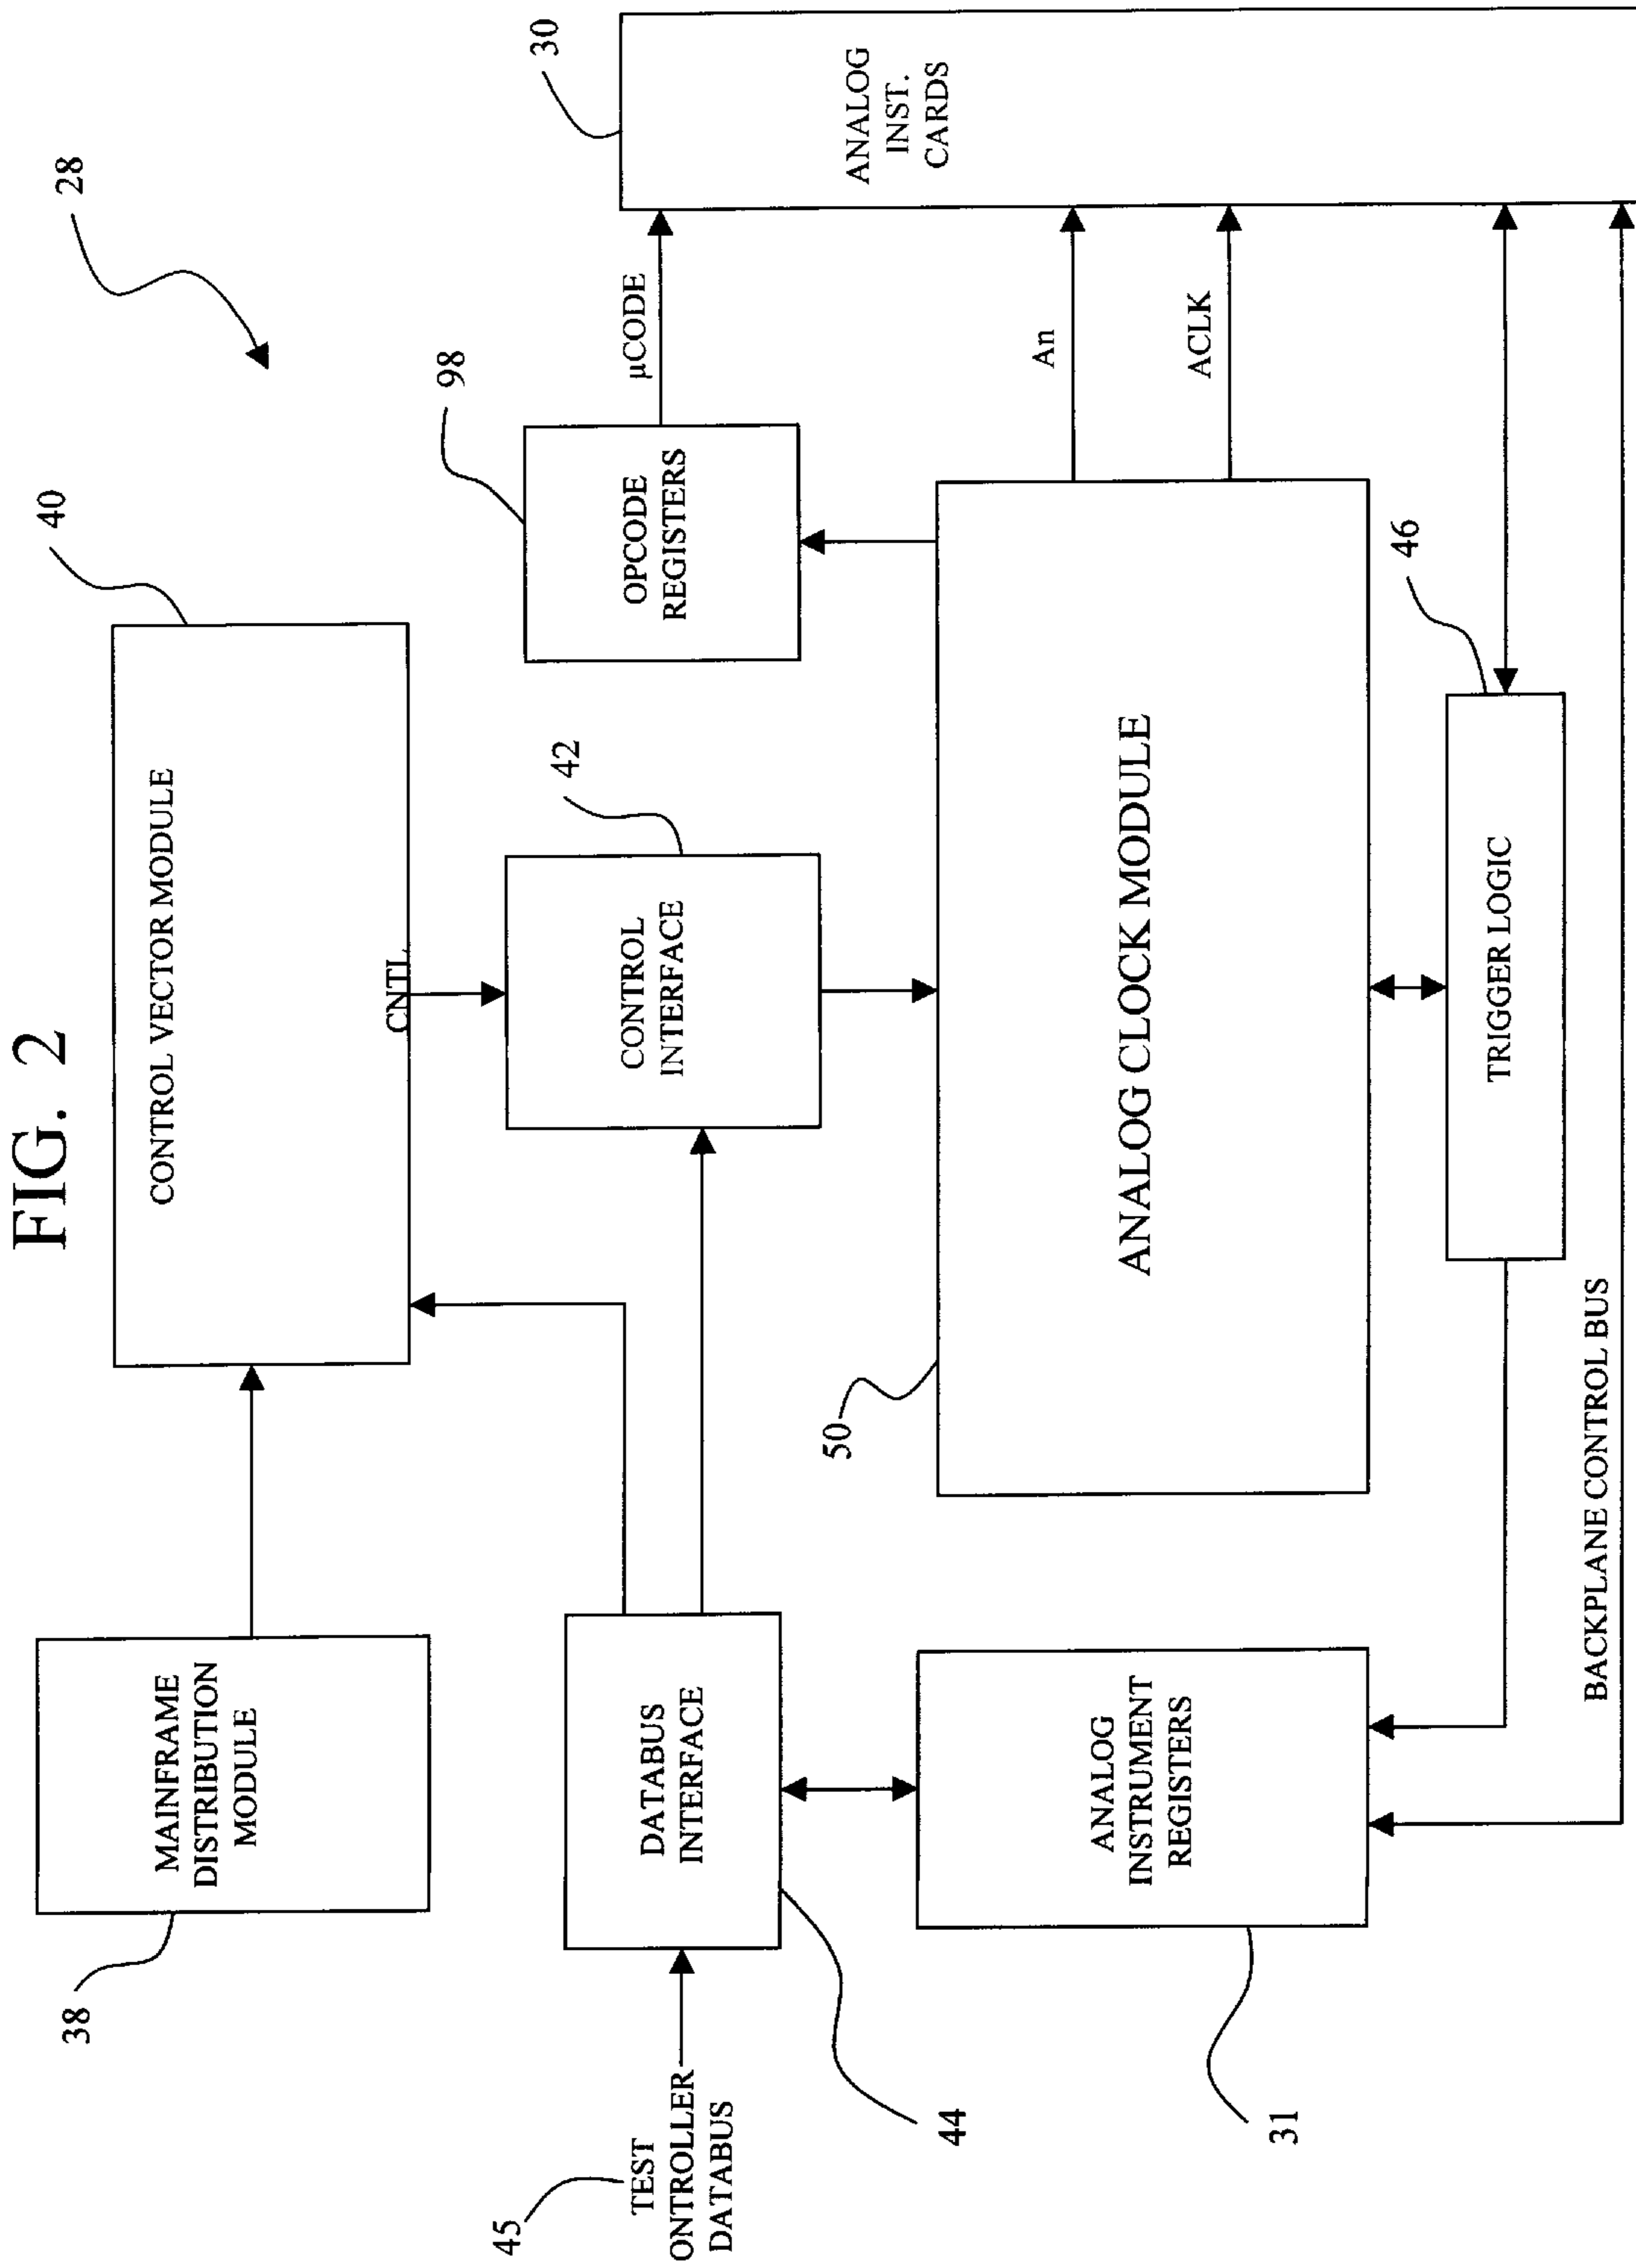 FIG. 2
28
38
MAINFRAME
DISTRIBUTION
MODULE
40
CONTROL VECTOR MODULE
CNTL
45
TEST
ONTROLLER
DATABUS
44
DATABUS
INTERFACE
42
CONTROL
INTERFACE
98
OPCODE
REGISTERS
µCODE
30
ANALOG
INST.
CARDS
31
ANALOG
INSTRUMENT
REGISTERS
50
ANALOG CLOCK MODULE
An
ACLK
46
TRIGGER LOGIC
BACKPLANE CONTROL BUS